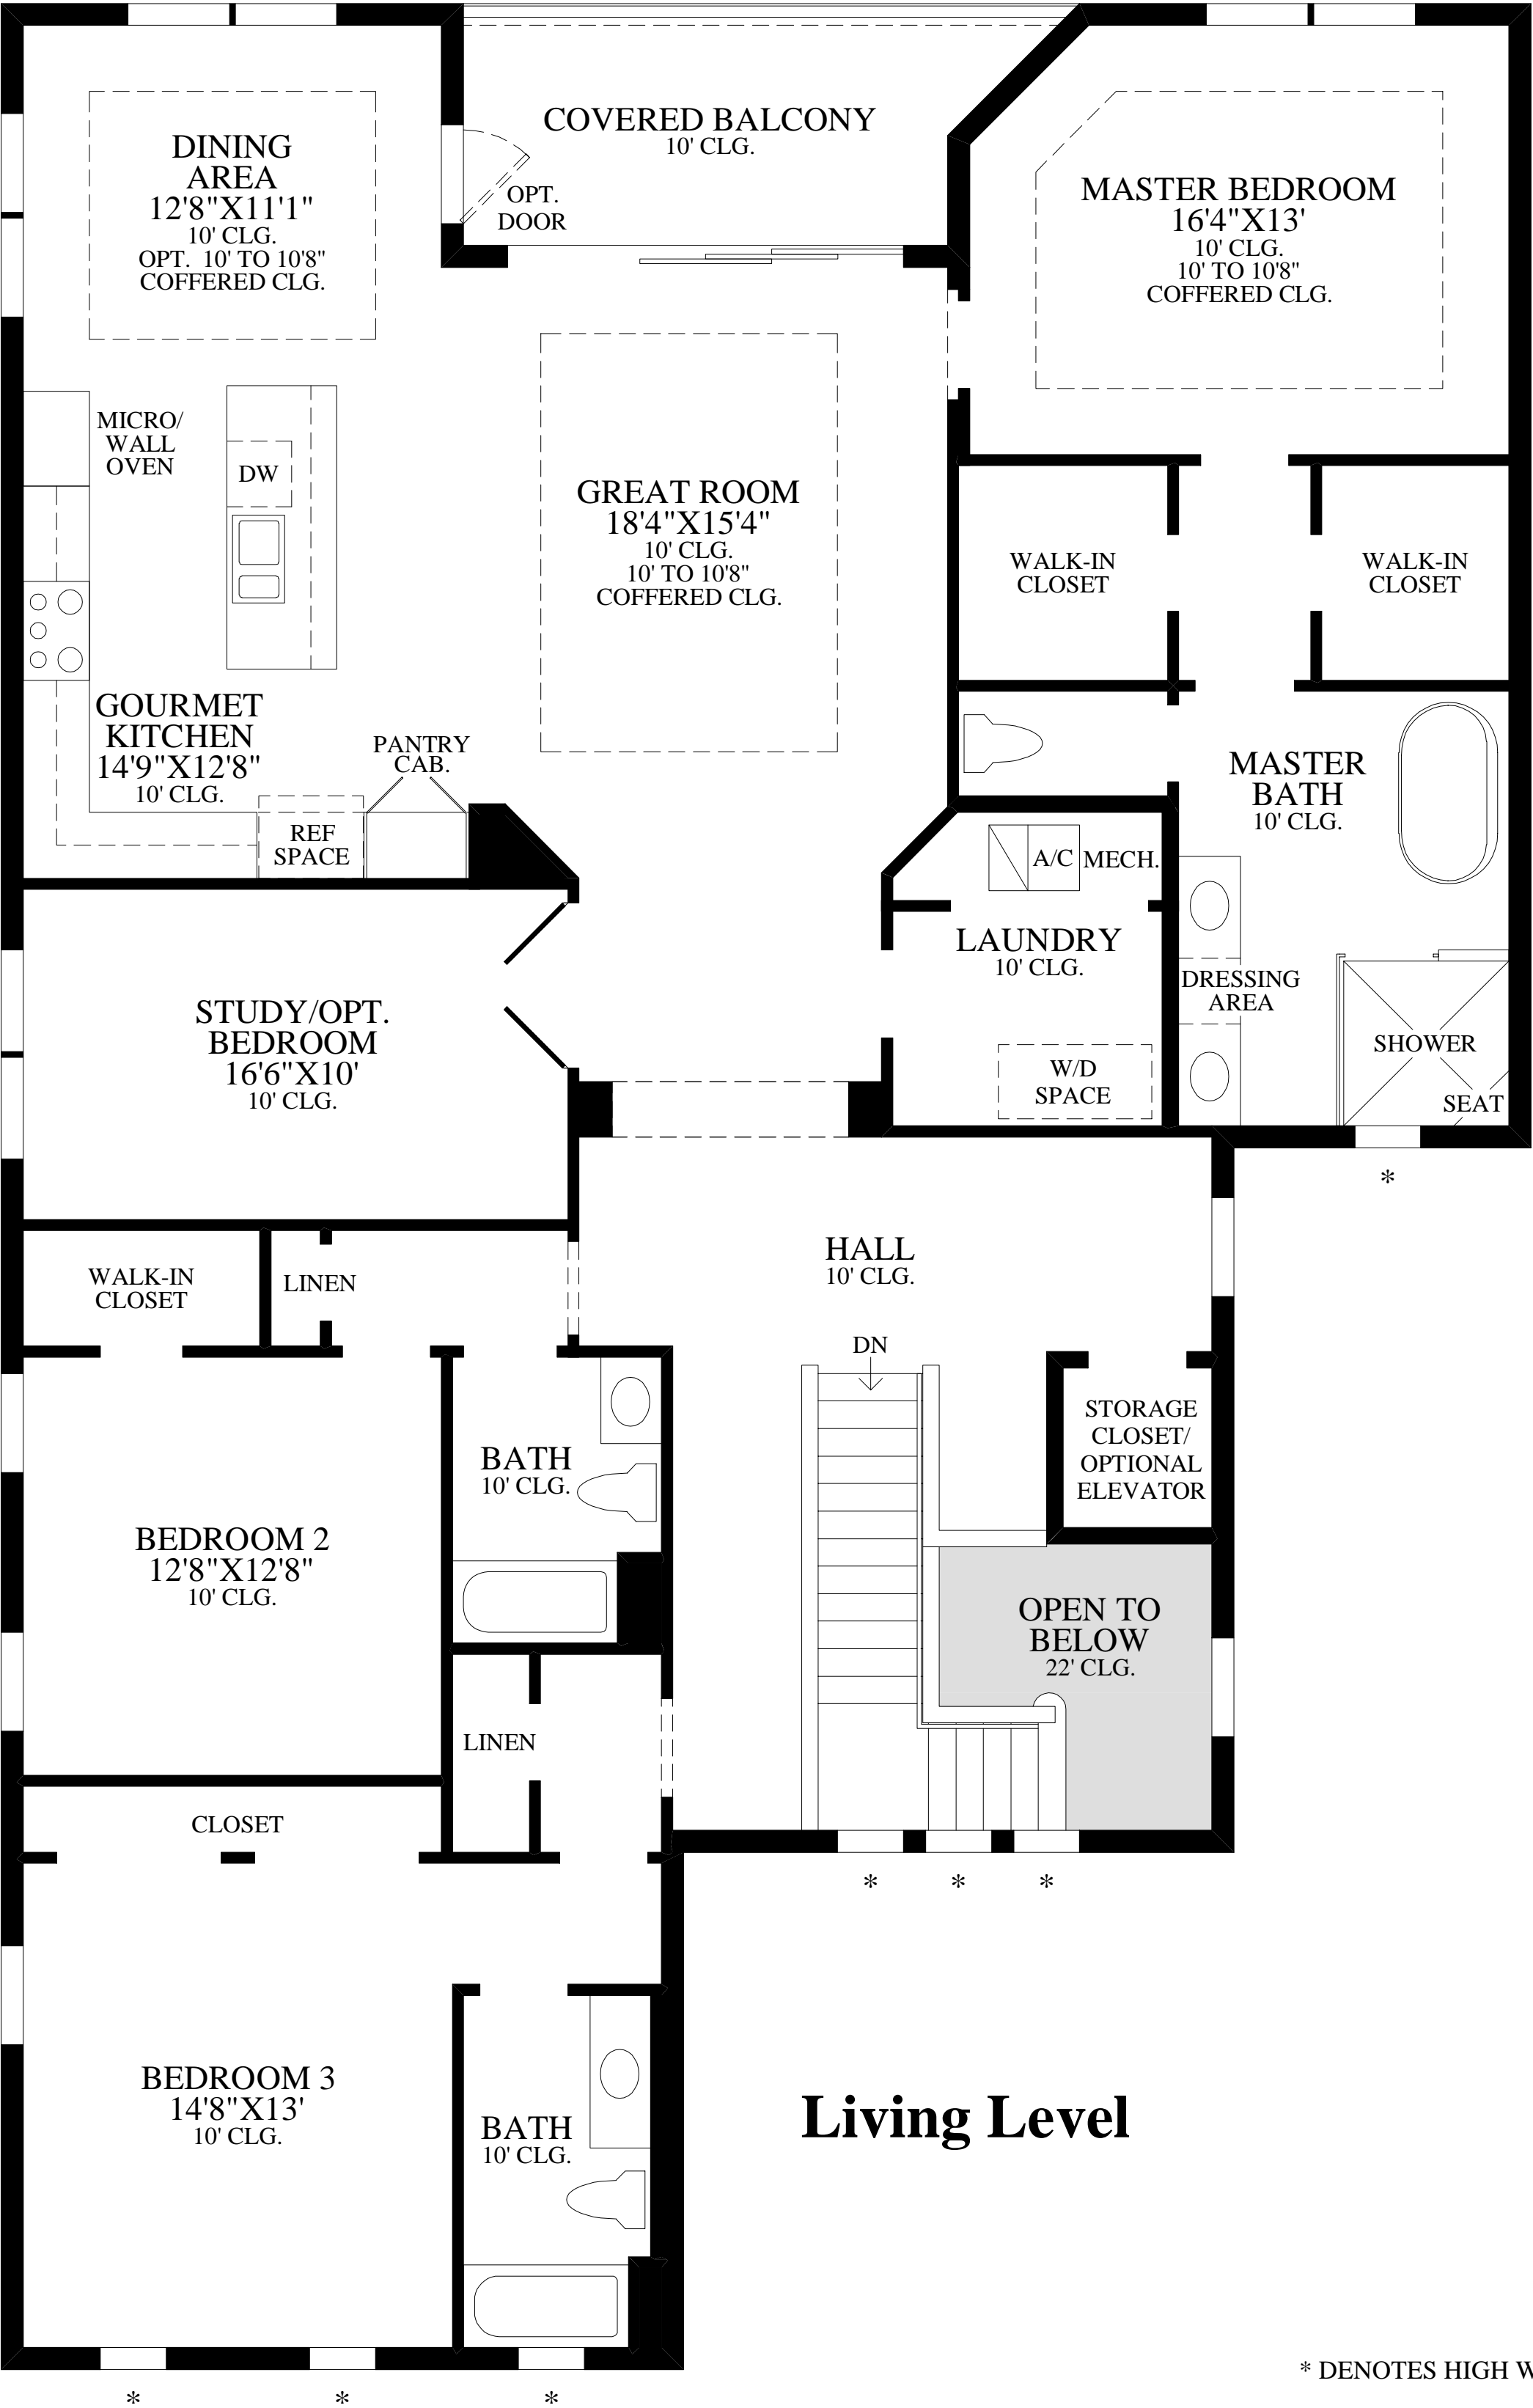 COVERED BALCONY
10' CLG.
DINING
AREA
12'8"X11'1"
10' CLG.
OPT. 10' TO 10'8"
COFFERED CLG.
OPT.
DOOR
MASTER BEDROOM
16'4"X13'
10' CLG.
10' TO 10'8"
COFFERED CLG.
MICRO/
WALL
OVEN
DW
GREAT ROOM
18'4"X15'4"
10' CLG.
10' TO 10'8"
COFFERED CLG.
WALK-IN
CLOSET
WALK-IN
CLOSET
GOURMET
KITCHEN
14'9"X12'8"
10' CLG.
PANTRY
CAB.
REF
SPACE
MASTER
BATH
10' CLG.
A/C
MECH.
LAUNDRY
10' CLG.
DRESSING
AREA
W/D
SPACE
SHOWER
SEAT
*
STUDY/OPT.
BEDROOM
16'6"X10'
10' CLG.
WALK-IN
CLOSET
LINEN
HALL
10' CLG.
DN
STORAGE
CLOSET/
OPTIONAL
ELEVATOR
BATH
10' CLG.
BEDROOM 2
12'8"X12'8"
10' CLG.
OPEN TO
BELOW
22' CLG.
LINEN
CLOSET
* * *
BEDROOM 3
14'8"X13'
10' CLG.
BATH
10' CLG.
Living Level
* DENOTES HIGH
* * *